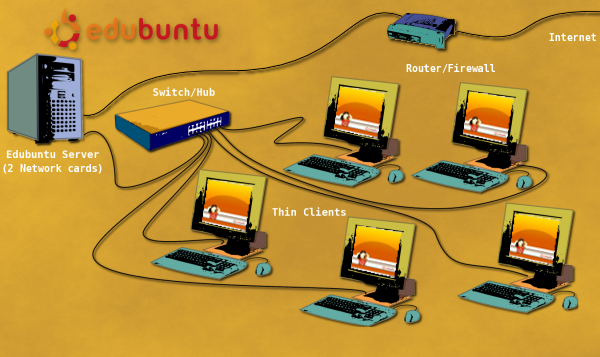 edubuntu
Internet
Router/Firewall
Switch/Hub
Edubuntu Server
(2 Network cards)
Thin Clients